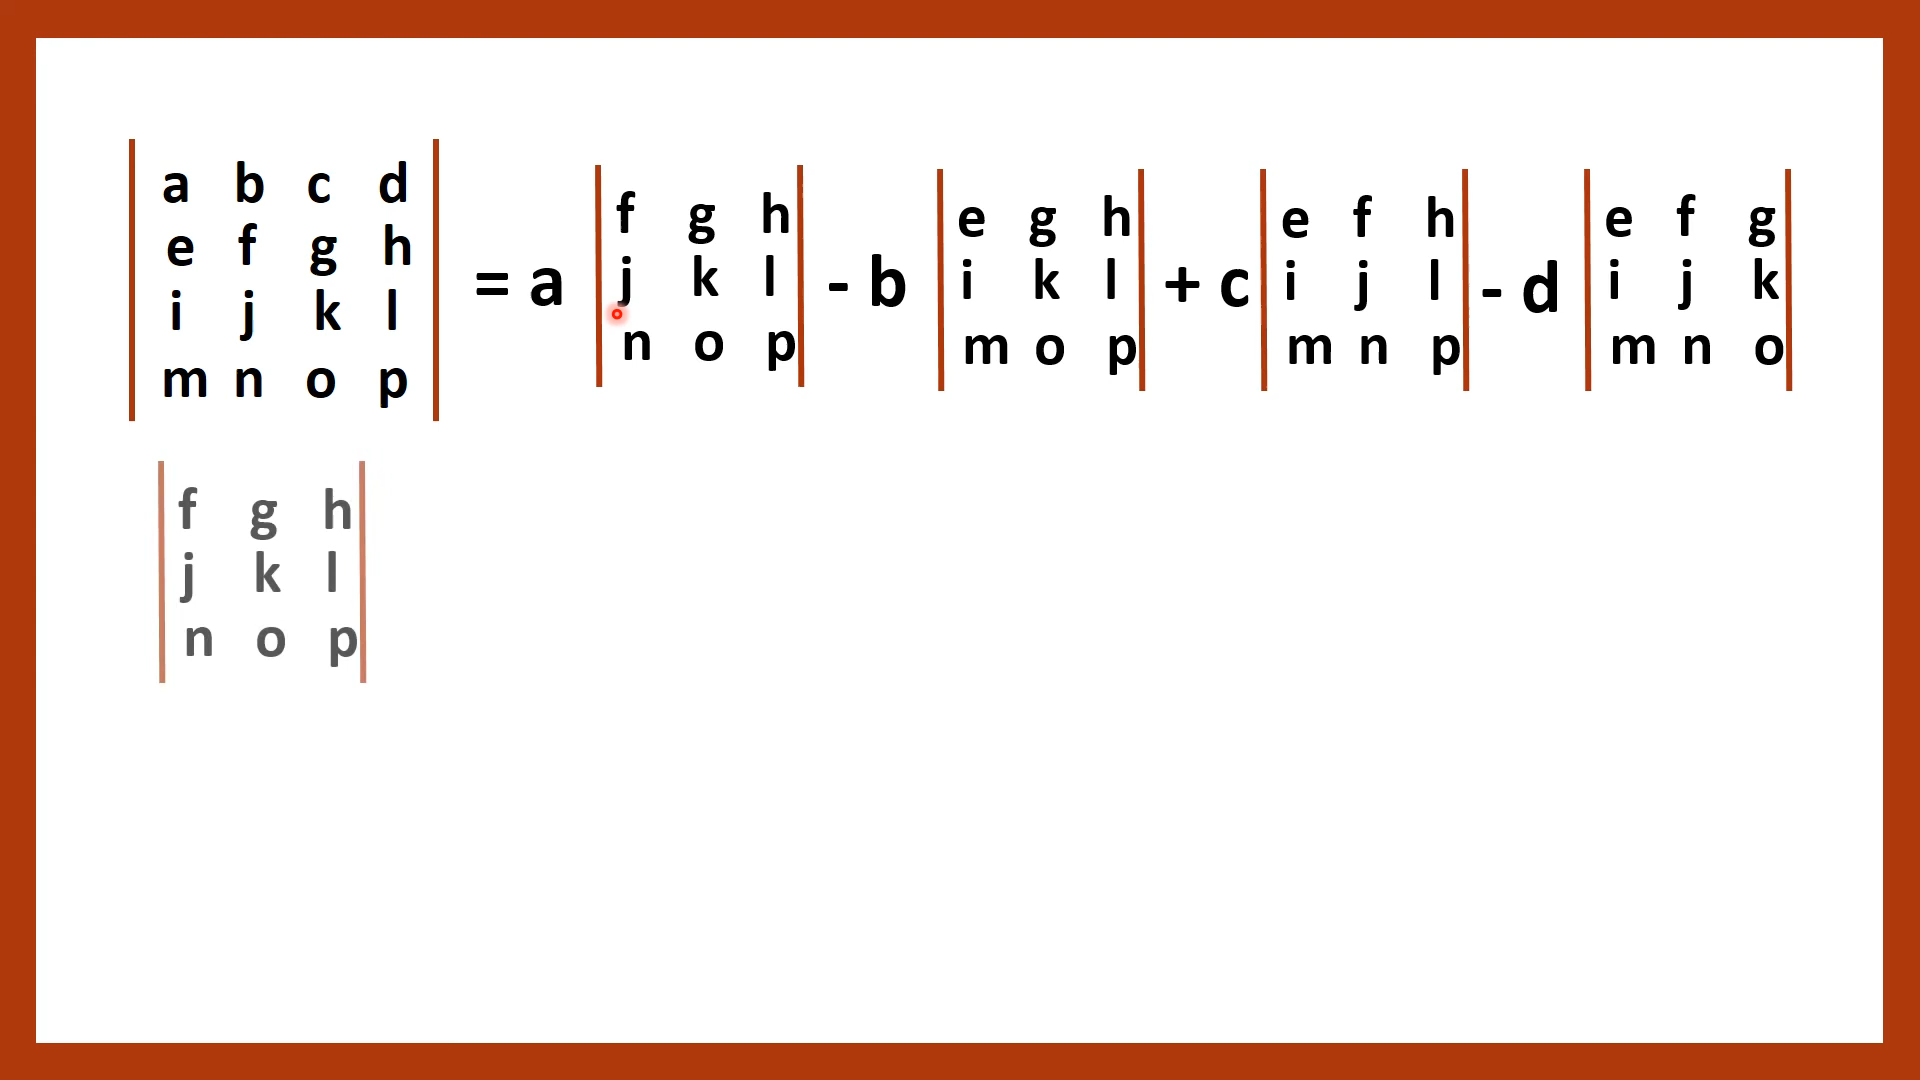 a b c d
e f g h
i j k l
m n o p
= a
f g h
j k l
n o p
- b
e g h
i k l
m o p
+ c
e f h
i j l
m n p
- d
e f g
i j k
m n o
f g h
j k l
n o p